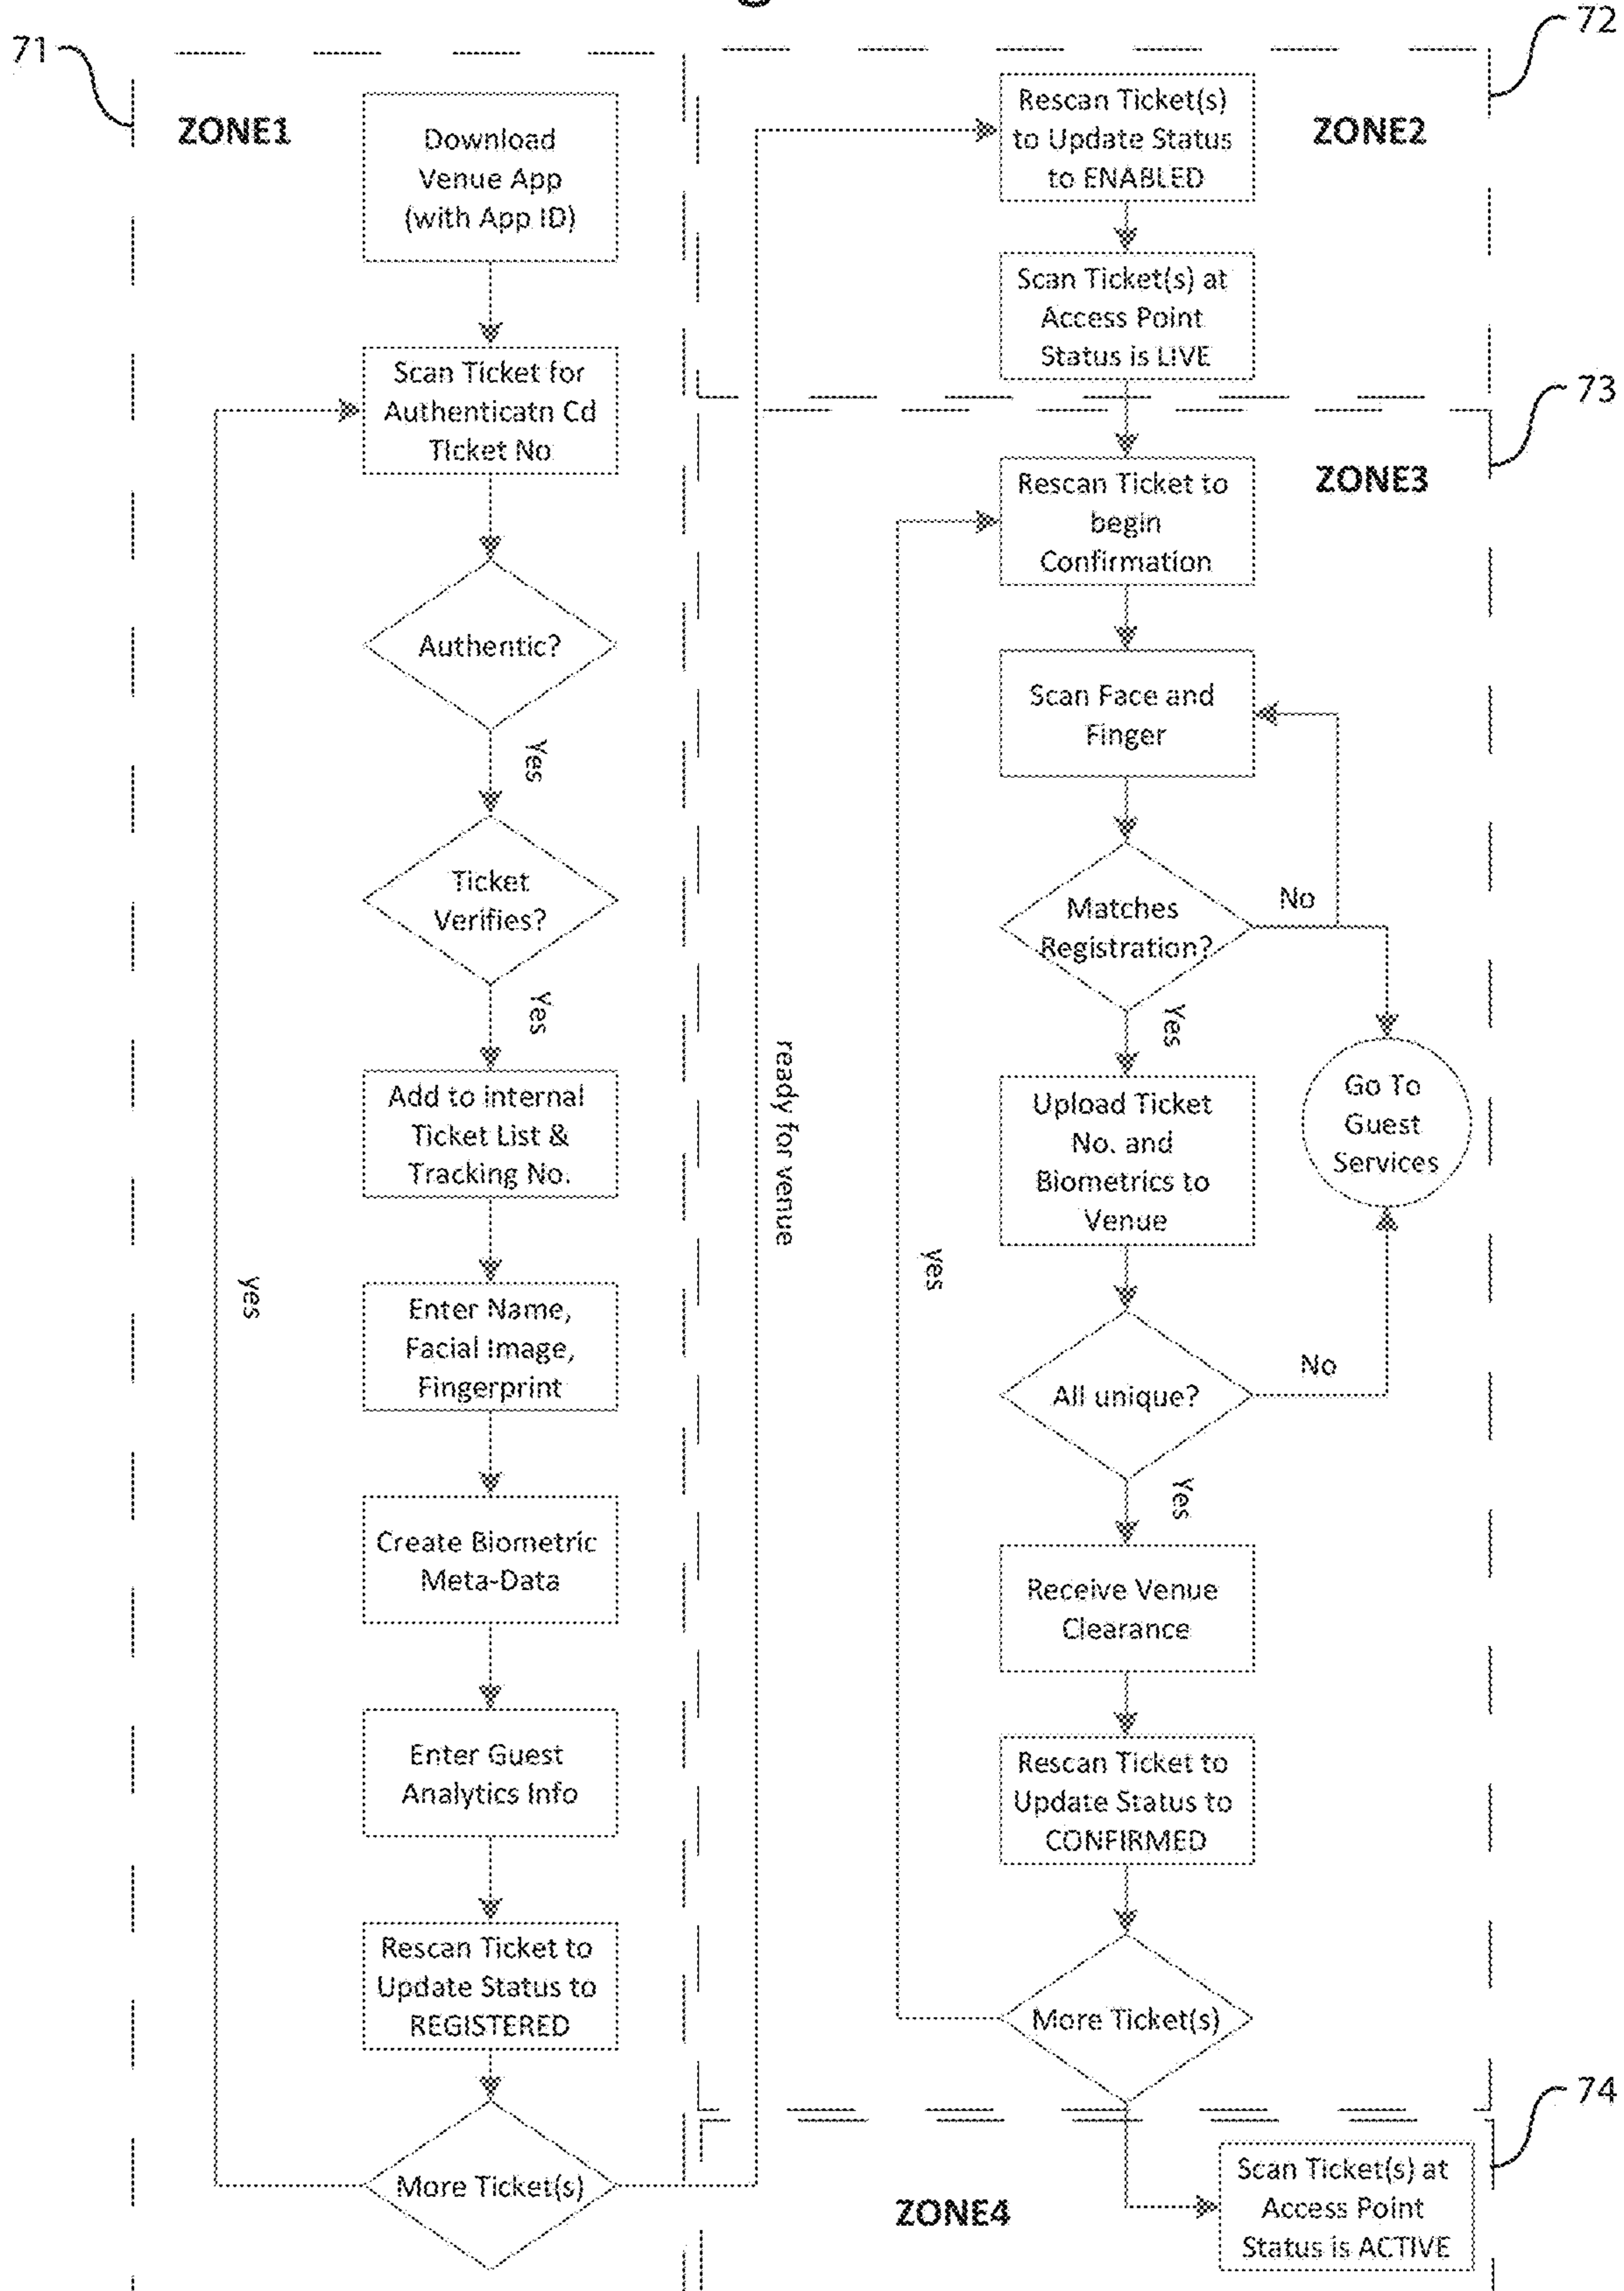 71
ZONE1
Download
Venue App
(with App ID)
Scan Ticket for
Authenticatn Cd
Ticket No
Authentic?
Yes
Ticket
Verifies?
Yes
Add to internal
Ticket List &
Tracking No.
Enter Name,
Facial Image,
Fingerprint
Create Biometric
Meta-Data
Enter Guest
Analytics Info
Rescan Ticket to
Update Status to
REGISTERED
More Ticket(s)
yes
ready for venue
72
ZONE2
Rescan Ticket(s)
to Update Status
to ENABLED
Scan Ticket(s) at
Access Point
Status is LIVE
73
ZONE3
Rescan Ticket to
begin
Confirmation
Scan Face and
Finger
Matches
Registration?
No
Yes
Go To
Guest
Services
Upload Ticket
No. and
Biometrics to
Venue
All unique?
No
Yes
Receive Venue
Clearance
Rescan Ticket to
Update Status to
CONFIRMED
More Ticket(s)
yes
74
ZONE4
Scan Ticket(s) at
Access Point
Status is ACTIVE